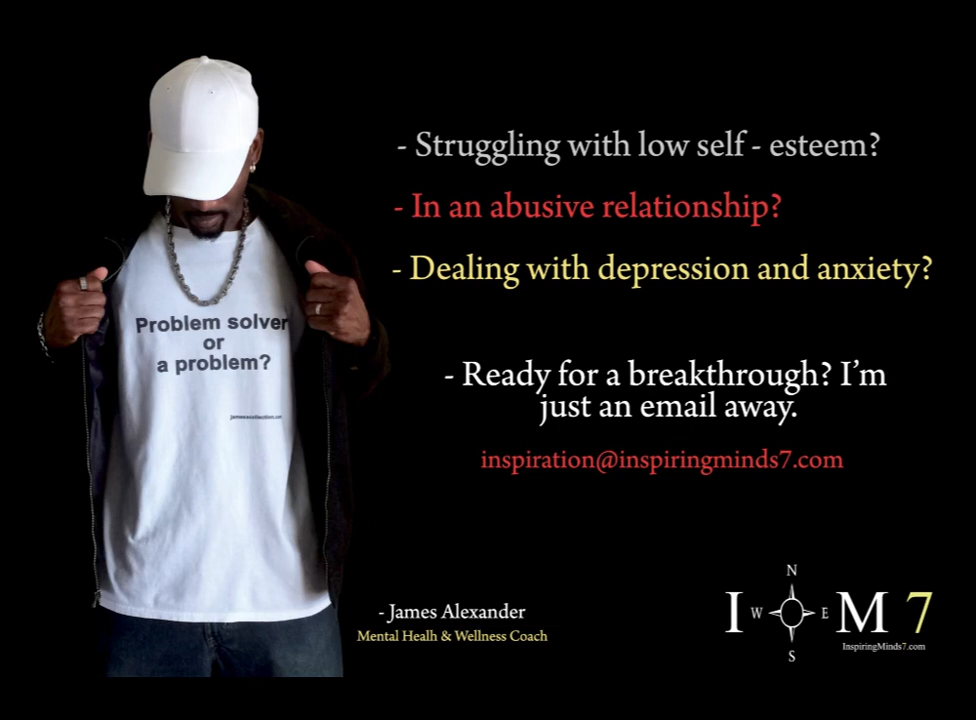 - Struggling with low self - esteem?
- In an abusive relationship?
- Dealing with depression and anxiety?
- Ready for a breakthrough? I'm
just an email away.
inspiration@inspiringminds7.com
Problem solver
or
a problem?
- James Alexander
Mental Healh & Wellness Coach
N
I W E M 7
S
InspiringMinds7.com